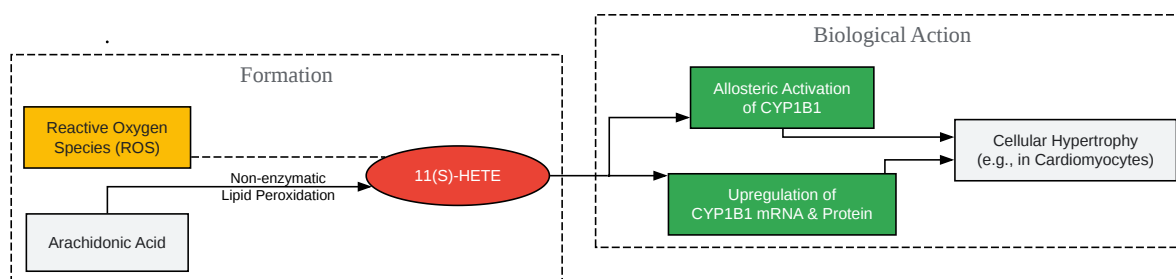 Formation
Reactive Oxygen
Species (ROS)
Non-enzymatic
Lipid Peroxidation
Arachidonic Acid
11(S)-HETE
Biological Action
Allosteric Activation
of CYP1B1
Upregulation of
CYP1B1 mRNA & Protein
Cellular Hypertrophy
(e.g., in Cardiomyocytes)